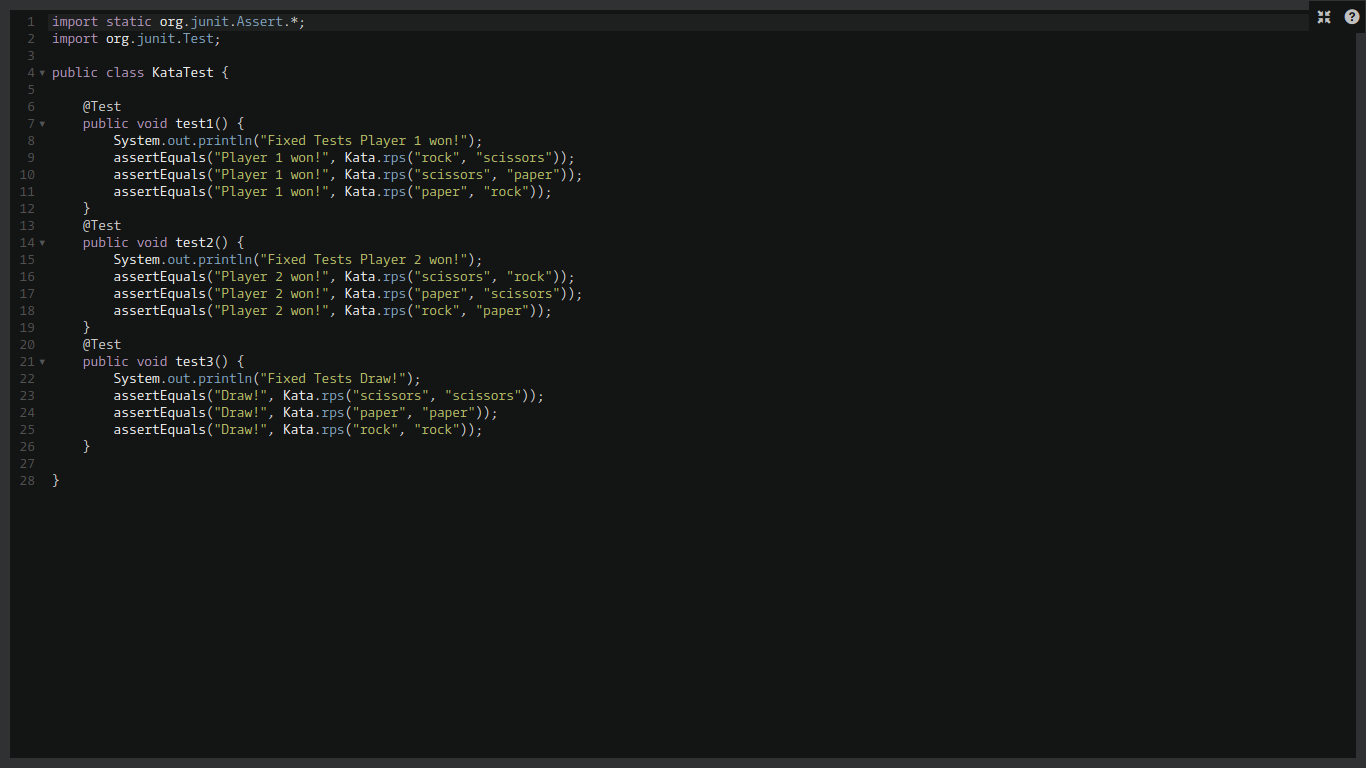 1 import static org.junit.Assert.*;
2 import org.junit.Test;
3
4 public class KataTest {
5
6     @Test
7     public void test1() {
8         System.out.println("Fixed Tests Player 1 won!");
9         assertEquals("Player 1 won!", Kata.rps("rock", "scissors"));
10         assertEquals("Player 1 won!", Kata.rps("scissors", "paper"));
11         assertEquals("Player 1 won!", Kata.rps("paper", "rock"));
12     }
13     @Test
14     public void test2() {
15         System.out.println("Fixed Tests Player 2 won!");
16         assertEquals("Player 2 won!", Kata.rps("scissors", "rock"));
17         assertEquals("Player 2 won!", Kata.rps("paper", "scissors"));
18         assertEquals("Player 2 won!", Kata.rps("rock", "paper"));
19     }
20     @Test
21     public void test3() {
22         System.out.println("Fixed Tests Draw!");
23         assertEquals("Draw!", Kata.rps("scissors", "scissors"));
24         assertEquals("Draw!", Kata.rps("paper", "paper"));
25         assertEquals("Draw!", Kata.rps("rock", "rock"));
26     }
27
28 }